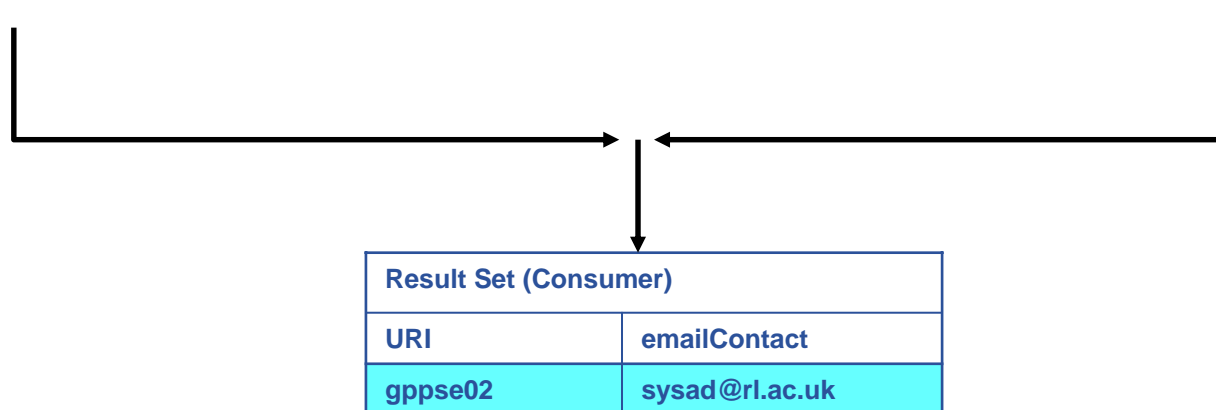 Result Set (Consumer)
URI emailContact
gppse02 sysad@rl.ac.uk